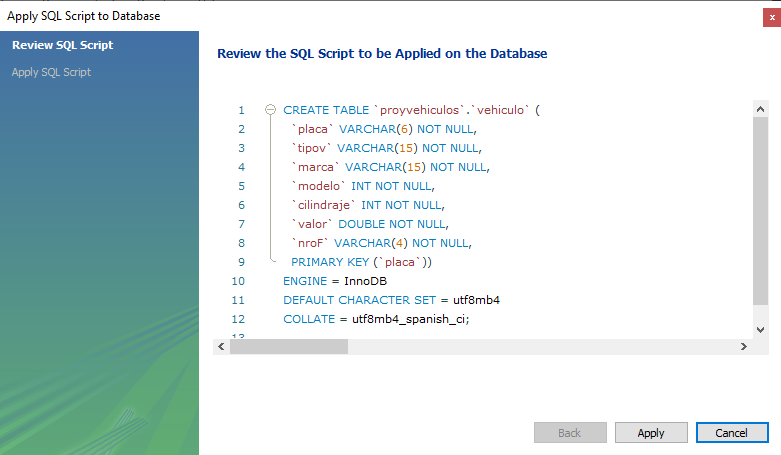 Apply SQL Script to Database
Review SQL Script
Apply SQL Script
Review the SQL Script to be Applied on the Database
1 CREATE TABLE `proyvehiculos`.`vehiculo` (
2 `placa` VARCHAR(6) NOT NULL,
3 `tipov` VARCHAR(15) NOT NULL,
4 `marca` VARCHAR(15) NOT NULL,
5 `modelo` INT NOT NULL,
6 `cilindraje` INT NOT NULL,
7 `valor` DOUBLE NOT NULL,
8 `nroF` VARCHAR(4) NOT NULL,
9 PRIMARY KEY (`placa`))
10 ENGINE = InnoDB
11 DEFAULT CHARACTER SET = utf8mb4
12 COLLATE = utf8mb4_spanish_ci;
13
Back Apply Cancel